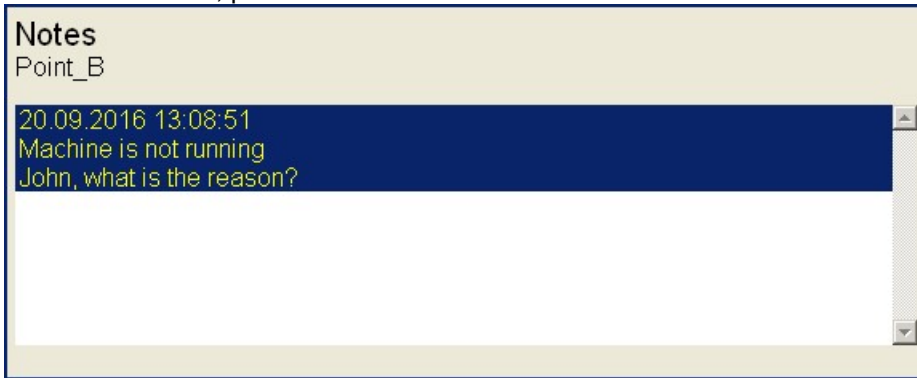 Notes
Point_B
20.09.2016 13:08:51
Machine is not running
John, what is the reason?